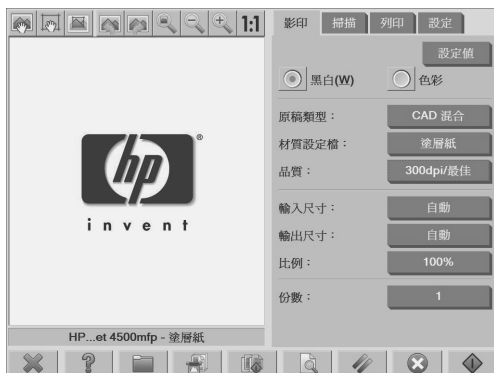 1:1
影印 掃描 列印 設定
設定值
黑白(W) 色彩
原稿類型： CAD 混合
材質設定檔： 塗層紙
品質： 300dpi/最佳
輸入尺寸： 自動
輸出尺寸： 自動
比例： 100%
份數： 1
hp
®
invent
HP...et 4500mfp - 塗層紙